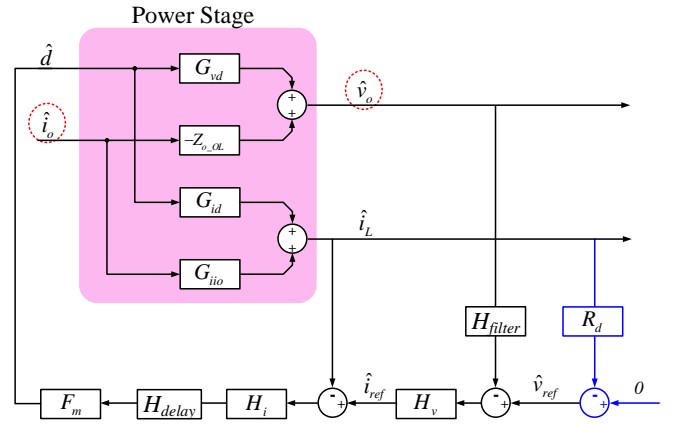 Power Stage
d̂
G_vd
v̂_o
+
+
î_o
−Z_o_OL
G_id
î_L
+
+
G_iio
H_filter
R_d
î_ref
v̂_ref
0
F_m
H_delay
H_i
-
+
H_v
-
+
-
+